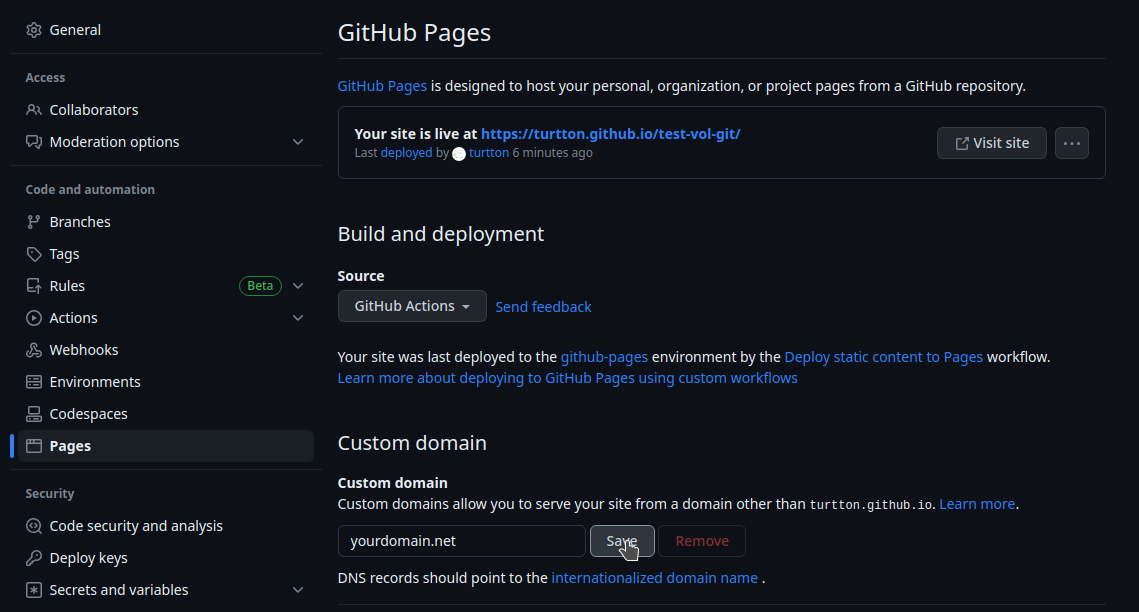 General
Access
Collaborators
Moderation options
Code and automation
Branches
Tags
Rules Beta
Actions
Webhooks
Environments
Codespaces
Pages
Security
Code security and analysis
Deploy keys
Secrets and variables
GitHub Pages
GitHub Pages is designed to host your personal, organization, or project pages from a GitHub repository.
Your site is live at https://turtton.github.io/test-vol-git/
Last deployed by turtton 6 minutes ago
Visit site
Build and deployment
Source
GitHub Actions Send feedback
Your site was last deployed to the github-pages environment by the Deploy static content to Pages workflow.
Learn more about deploying to GitHub Pages using custom workflows
Custom domain
Custom domain
Custom domains allow you to serve your site from a domain other than turtton.github.io. Learn more.
yourdomain.net Save Remove
DNS records should point to the internationalized domain name .